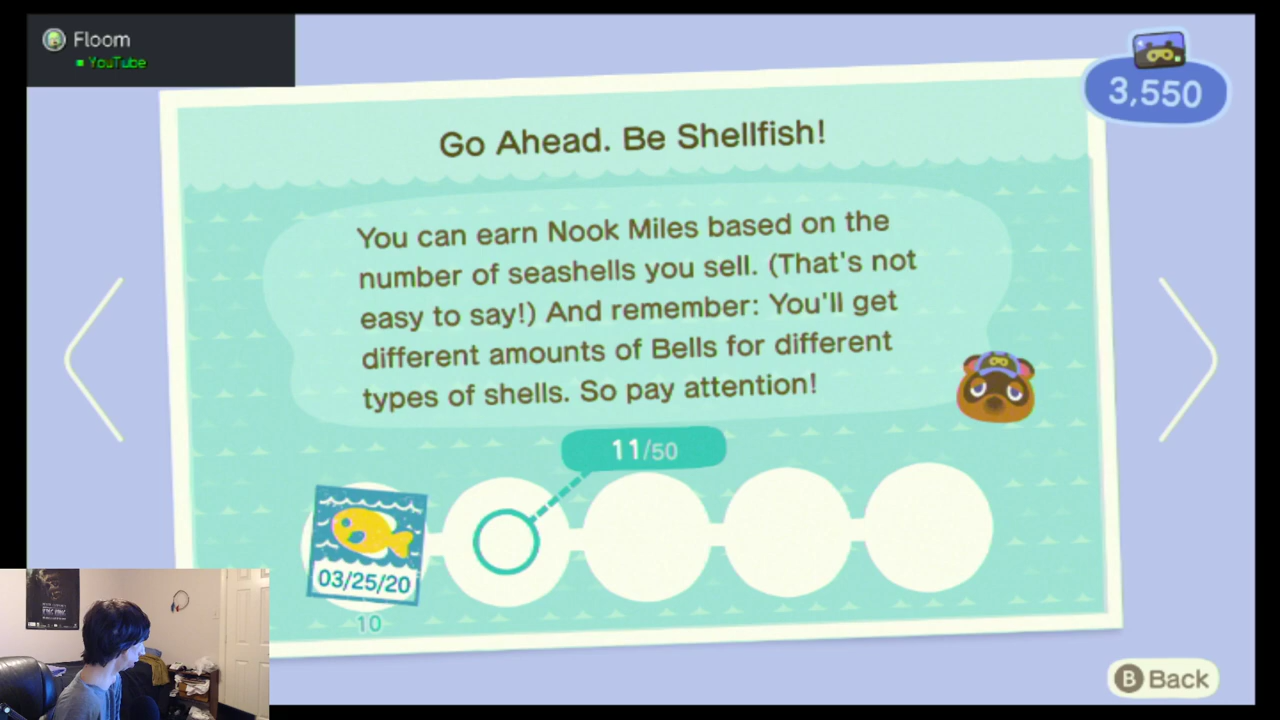 Floom
YouTube
3,550
Go Ahead. Be Shellfish!
You can earn Nook Miles based on the
number of seashells you sell. (That's not
easy to say!) And remember: You'll get
different amounts of Bells for different
types of shells. So pay attention!
11/50
03/25/20
10
B Back